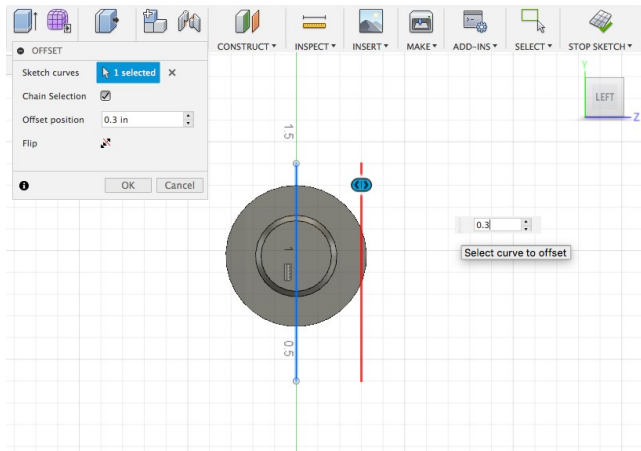 CONSTRUCT ▾ INSPECT ▾ INSERT ▾ MAKE ▾ ADD-INS ▾ SELECT ▾ STOP SKETCH ▾
OFFSET
Sketch curves 1 selected
Chain Selection
Offset position 0.3 in
Flip
OK Cancel
Y
LEFT
Z
1.5
0.3
Select curve to offset
1
0.5